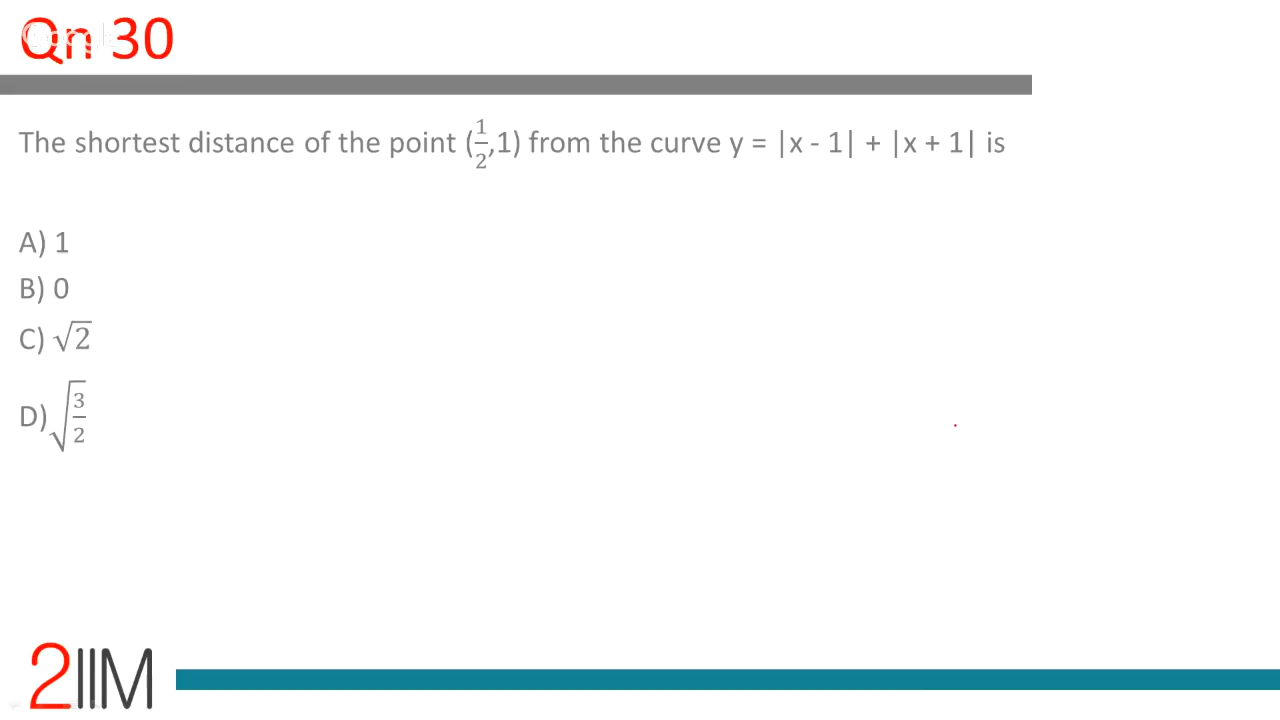 Qn 30
The shortest distance of the point (1/2,1) from the curve y = |x - 1| + |x + 1| is
A) 1
B) 0
C) √2
D) √(3/2)
2IIM